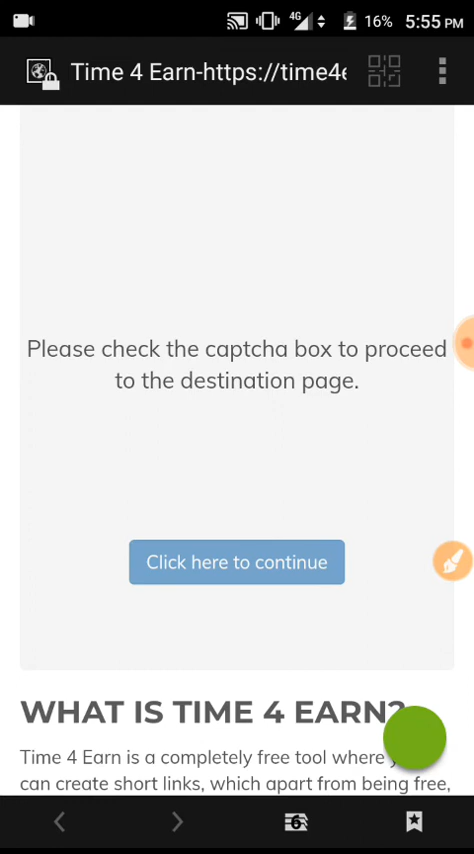 4G 16% 5:55 PM
Time 4 Earn-https://time4e
Please check the captcha box to proceed
to the destination page.
Click here to continue
WHAT IS TIME 4 EARN?
Time 4 Earn is a completely free tool where
can create short links, which apart from being free,
6